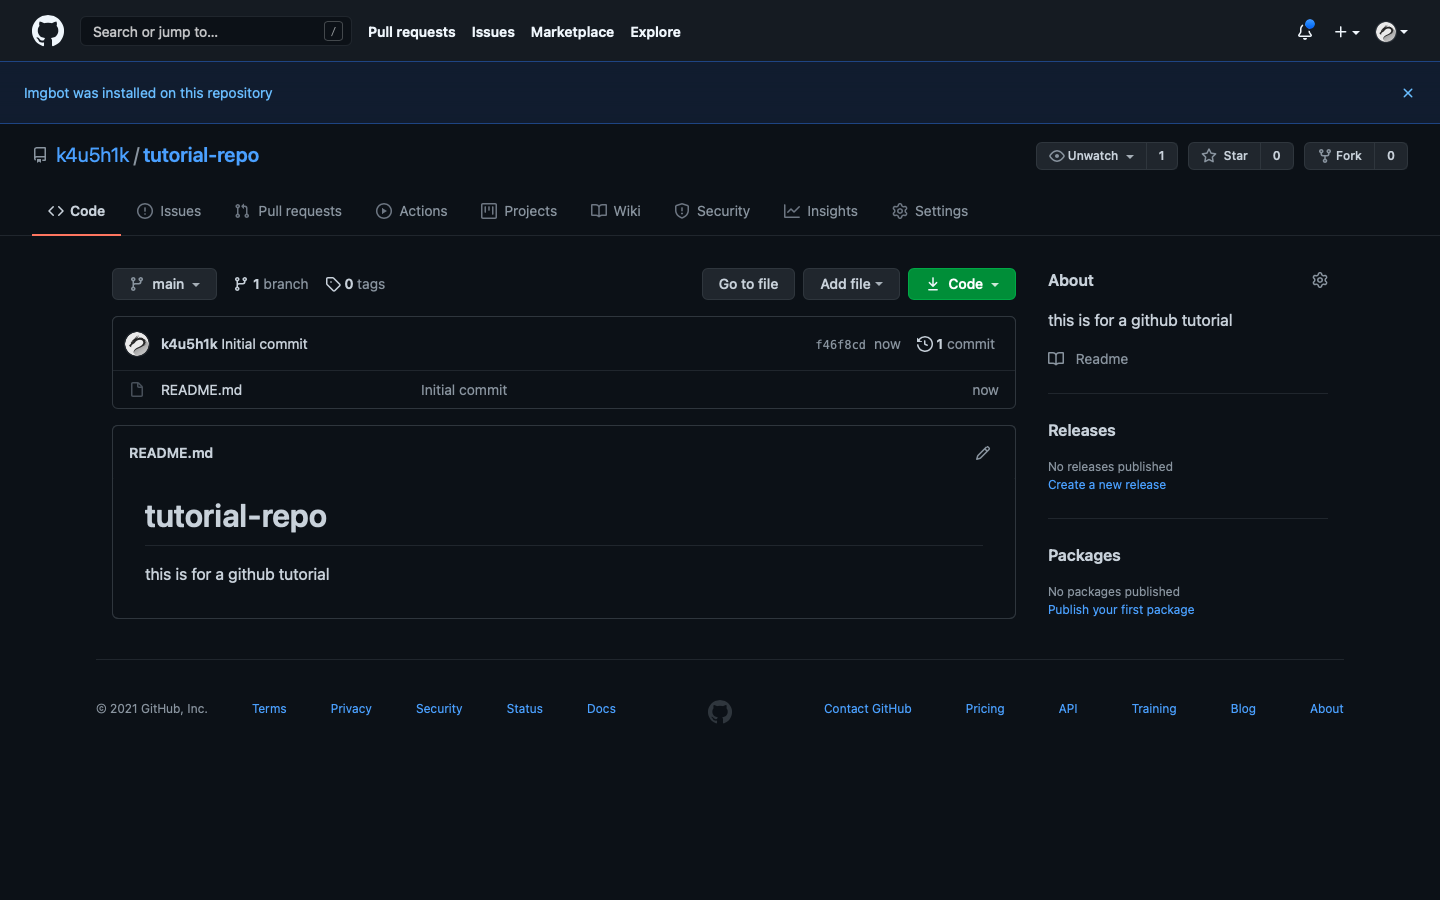 Search or jump to... /
Pull requests Issues Marketplace Explore
Imgbot was installed on this repository
k4u5h1k / tutorial-repo
Unwatch 1 Star 0 Fork 0
Code Issues Pull requests Actions Projects Wiki Security Insights Settings
main 1 branch 0 tags
Go to file Add file Code
k4u5h1k Initial commit f46f8cd now 1 commit
README.md Initial commit now
README.md
tutorial-repo
this is for a github tutorial
About
this is for a github tutorial
Readme
Releases
No releases published
Create a new release
Packages
No packages published
Publish your first package
© 2021 GitHub, Inc. Terms Privacy Security Status Docs Contact GitHub Pricing API Training Blog About